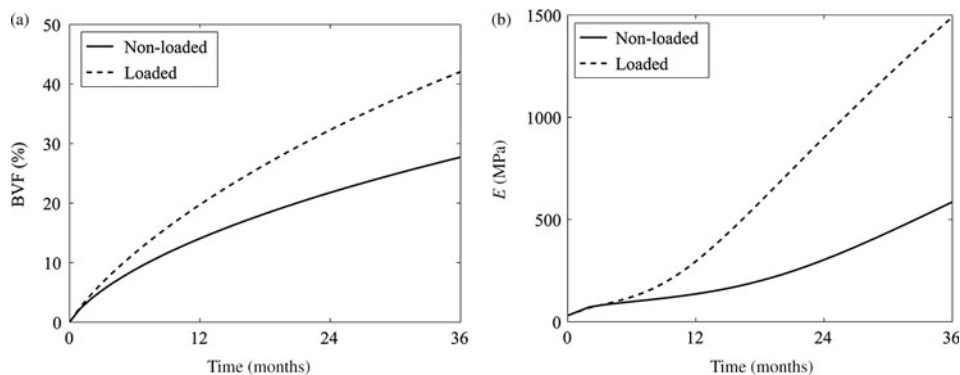 (a)
50
40
30
20
10
0
BVF (%)
Non-loaded
Loaded
0 12 24 36
Time (months)
(b)
1500
1000
500
0
E (MPa)
Non-loaded
Loaded
0 12 24 36
Time (months)